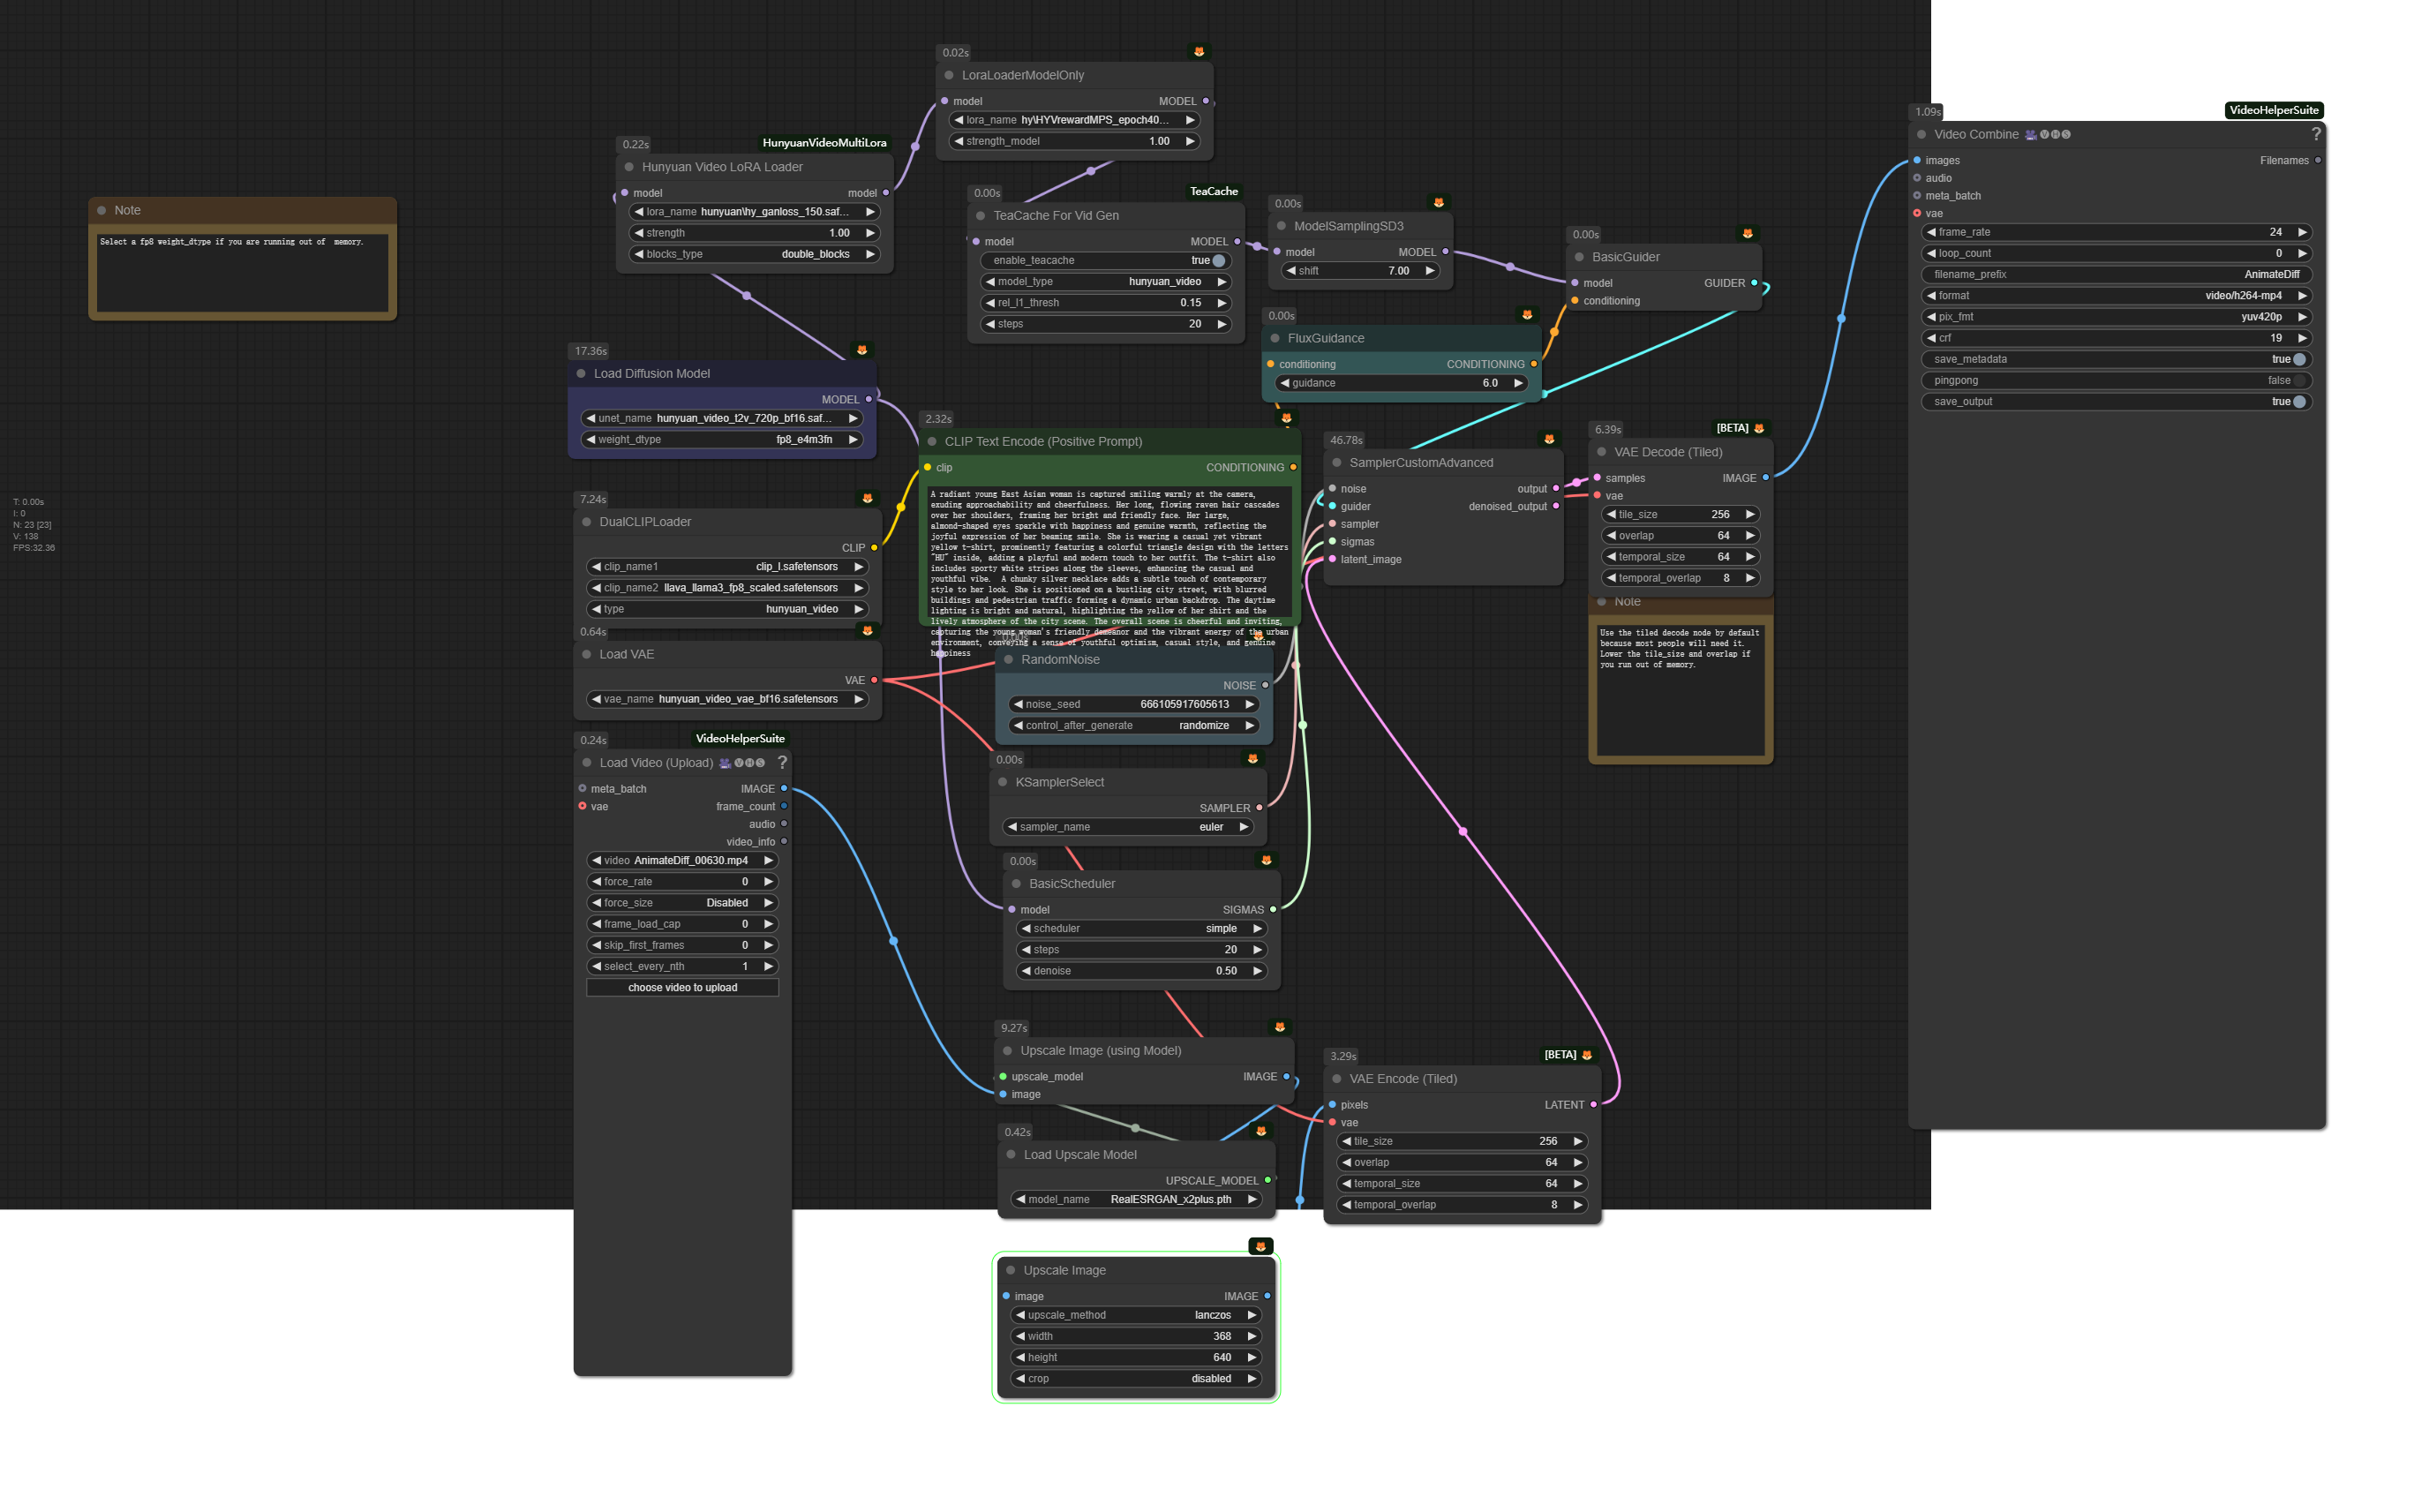 Note
Select a fp8 weight_dtype if you are running out of  memory.
T: 0.00s
I: 0
N: 23 [23]
V: 138
FPS:32.36
0.22s
HunyuanVideoMultiLora
Hunyuan Video LoRA Loader
model model
lora_name hunyuan\hy_ganloss_150.saf...
strength 1.00
blocks_type double_blocks
0.02s
LoraLoaderModelOnly
model MODEL
lora_name hy\HYVrewardMPS_epoch40...
strength_model 1.00
0.00s
TeaCache
TeaCache For Vid Gen
model MODEL
enable_teacache true
model_type hunyuan_video
rel_l1_thresh 0.15
steps 20
0.00s
ModelSamplingSD3
model MODEL
shift 7.00
0.00s
BasicGuider
model GUIDER
conditioning
0.00s
FluxGuidance
conditioning CONDITIONING
guidance 6.0
17.36s
Load Diffusion Model
MODEL
unet_name hunyuan_video_t2v_720p_bf16.saf...
weight_dtype fp8_e4m3fn
7.24s
DualCLIPLoader
CLIP
clip_name1 clip_l.safetensors
clip_name2 llava_llama3_fp8_scaled.safetensors
type hunyuan_video
0.64s
Load VAE
VAE
vae_name hunyuan_video_vae_bf16.safetensors
2.32s
CLIP Text Encode (Positive Prompt)
clip CONDITIONING
A radiant young East Asian woman is captured smiling warmly at the camera,
exuding approachability and cheerfulness. Her long, flowing raven hair cascades
over her shoulders, framing her bright and friendly face. Her large,
almond-shaped eyes sparkle with happiness and genuine warmth, reflecting the
joyful expression of her beaming smile. She is wearing a casual yet vibrant
yellow t-shirt, prominently featuring a colorful triangle design with the letters
"HU" inside, adding a playful and modern touch to her outfit. The t-shirt also
includes sporty white stripes along the sleeves, enhancing the casual and
youthful vibe.  A chunky silver necklace adds a subtle touch of contemporary
style to her look. She is positioned on a bustling city street, with blurred
buildings and pedestrian traffic forming a dynamic urban backdrop. The daytime
lighting is bright and natural, highlighting the yellow of her shirt and the
lively atmosphere of the city scene. The overall scene is cheerful and inviting,
capturing the young woman's friendly demeanor and the vibrant energy of the urban
environment, conveying a sense of youthful optimism, casual style, and genuine
happiness
RandomNoise
NOISE
noise_seed 666105917605613
control_after_generate randomize
0.00s
KSamplerSelect
SAMPLER
sampler_name euler
0.00s
BasicScheduler
model SIGMAS
scheduler simple
steps 20
denoise 0.50
46.78s
SamplerCustomAdvanced
noise output
guider denoised_output
sampler
sigmas
latent_image
6.39s
[BETA]
VAE Decode (Tiled)
samples IMAGE
vae
tile_size 256
overlap 64
temporal_size 64
temporal_overlap 8
Note
Use the tiled decode node by default
because most people will need it.
Lower the tile_size and overlap if
you run out of memory.
1.09s
VideoHelperSuite
Video Combine 🎥🅥🅗🅢 ?
images Filenames
audio
meta_batch
vae
frame_rate 24
loop_count 0
filename_prefix AnimateDiff
format video/h264-mp4
pix_fmt yuv420p
crf 19
save_metadata true
pingpong false
save_output true
0.24s
VideoHelperSuite
Load Video (Upload) 🎥🅥🅗🅢 ?
meta_batch IMAGE
vae frame_count
audio
video_info
video AnimateDiff_00630.mp4
force_rate 0
force_size Disabled
frame_load_cap 0
skip_first_frames 0
select_every_nth 1
choose video to upload
9.27s
Upscale Image (using Model)
upscale_model IMAGE
image
0.42s
Load Upscale Model
UPSCALE_MODEL
model_name RealESRGAN_x2plus.pth
3.29s
[BETA]
VAE Encode (Tiled)
pixels LATENT
vae
tile_size 256
overlap 64
temporal_size 64
temporal_overlap 8
Upscale Image
image IMAGE
upscale_method lanczos
width 368
height 640
crop disabled